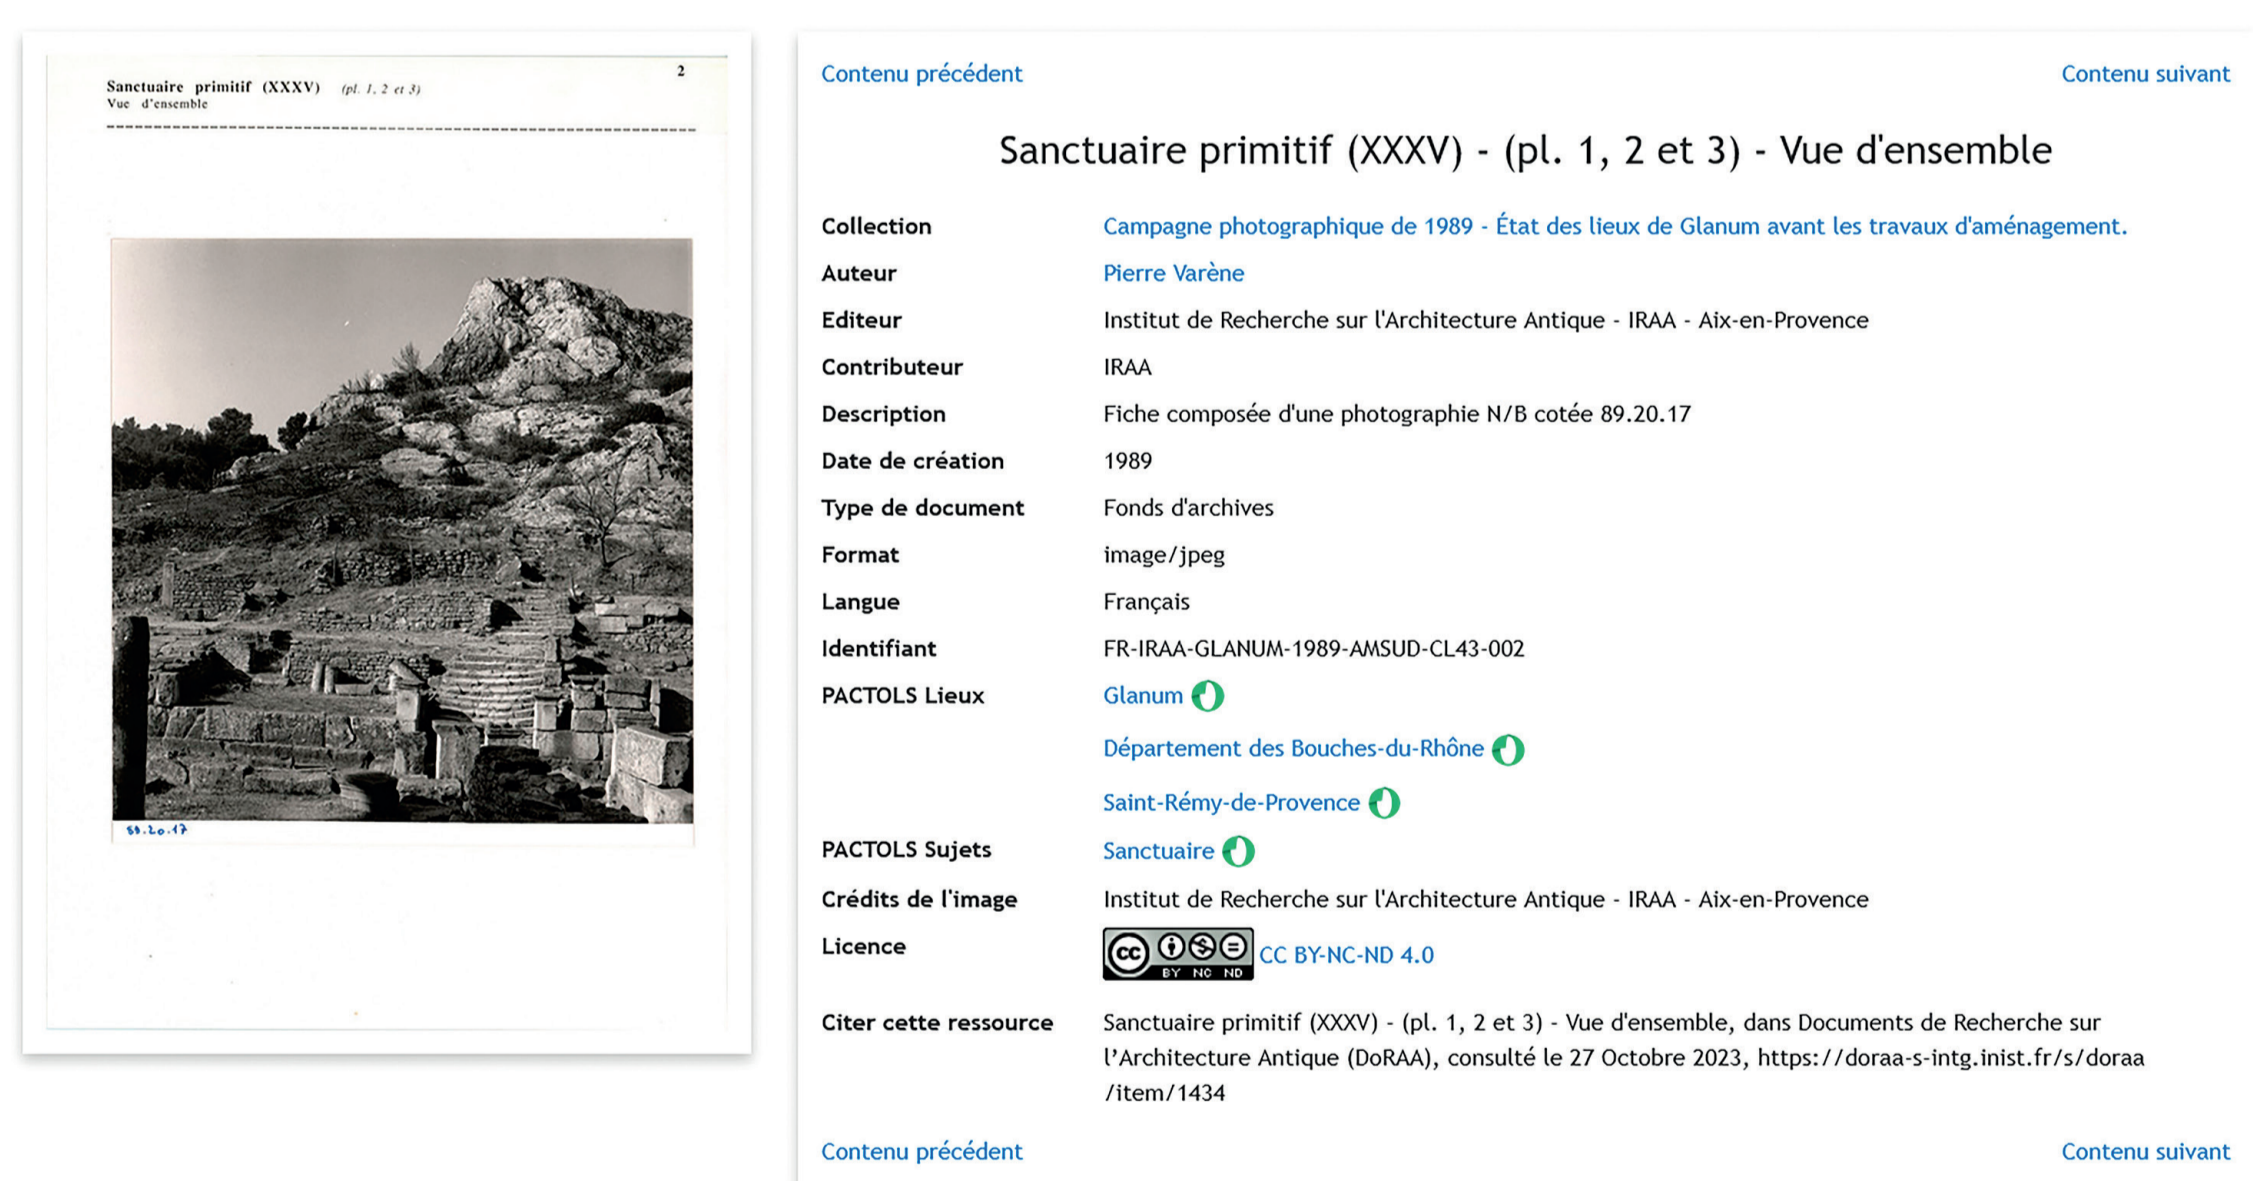 Sanctuaire primitif (XXXV) (pl. 1, 2 et 3)
2
Vue d'ensemble
89.20.17
Contenu précédent
Contenu suivant
Sanctuaire primitif (XXXV) - (pl. 1, 2 et 3) - Vue d'ensemble
Collection Campagne photographique de 1989 - État des lieux de Glanum avant les travaux d'aménagement.
Auteur Pierre Varène
Editeur Institut de Recherche sur l'Architecture Antique - IRAA - Aix-en-Provence
Contributeur IRAA
Description Fiche composée d'une photographie N/B cotée 89.20.17
Date de création 1989
Type de document Fonds d'archives
Format image/jpeg
Langue Français
Identifiant FR-IRAA-GLANUM-1989-AMSUD-CL43-002
PACTOLS Lieux Glanum
Département des Bouches-du-Rhône
Saint-Rémy-de-Provence
PACTOLS Sujets Sanctuaire
Crédits de l'image Institut de Recherche sur l'Architecture Antique - IRAA - Aix-en-Provence
Licence cc BY NC ND CC BY-NC-ND 4.0
Citer cette ressource Sanctuaire primitif (XXXV) - (pl. 1, 2 et 3) - Vue d'ensemble, dans Documents de Recherche sur
l’Architecture Antique (DoRAA), consulté le 27 Octobre 2023, https://doraa-s-intg.inist.fr/s/doraa
/item/1434
Contenu précédent
Contenu suivant